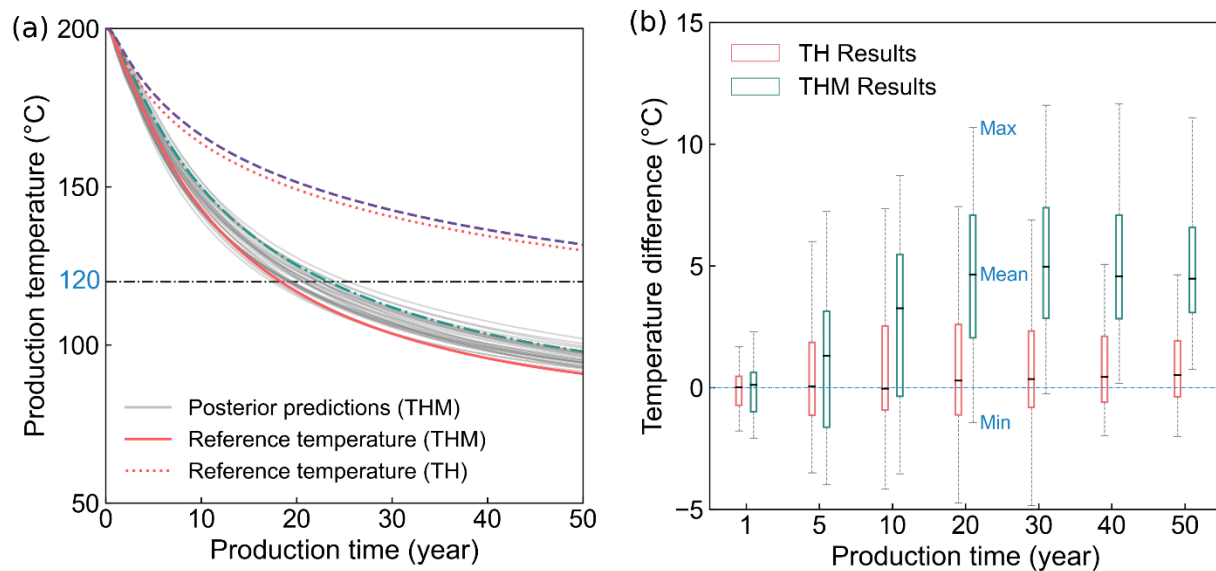 (a)
Production temperature (°C)
200
150
120
100
50
Posterior predictions (THM)
Reference temperature (THM)
Reference temperature (TH)
0 10 20 30 40 50
Production time (year)
(b)
Temperature difference (°C)
15
10
5
0
−5
TH Results
THM Results
Max
Mean
Min
1 5 10 20 30 40 50
Production time (year)